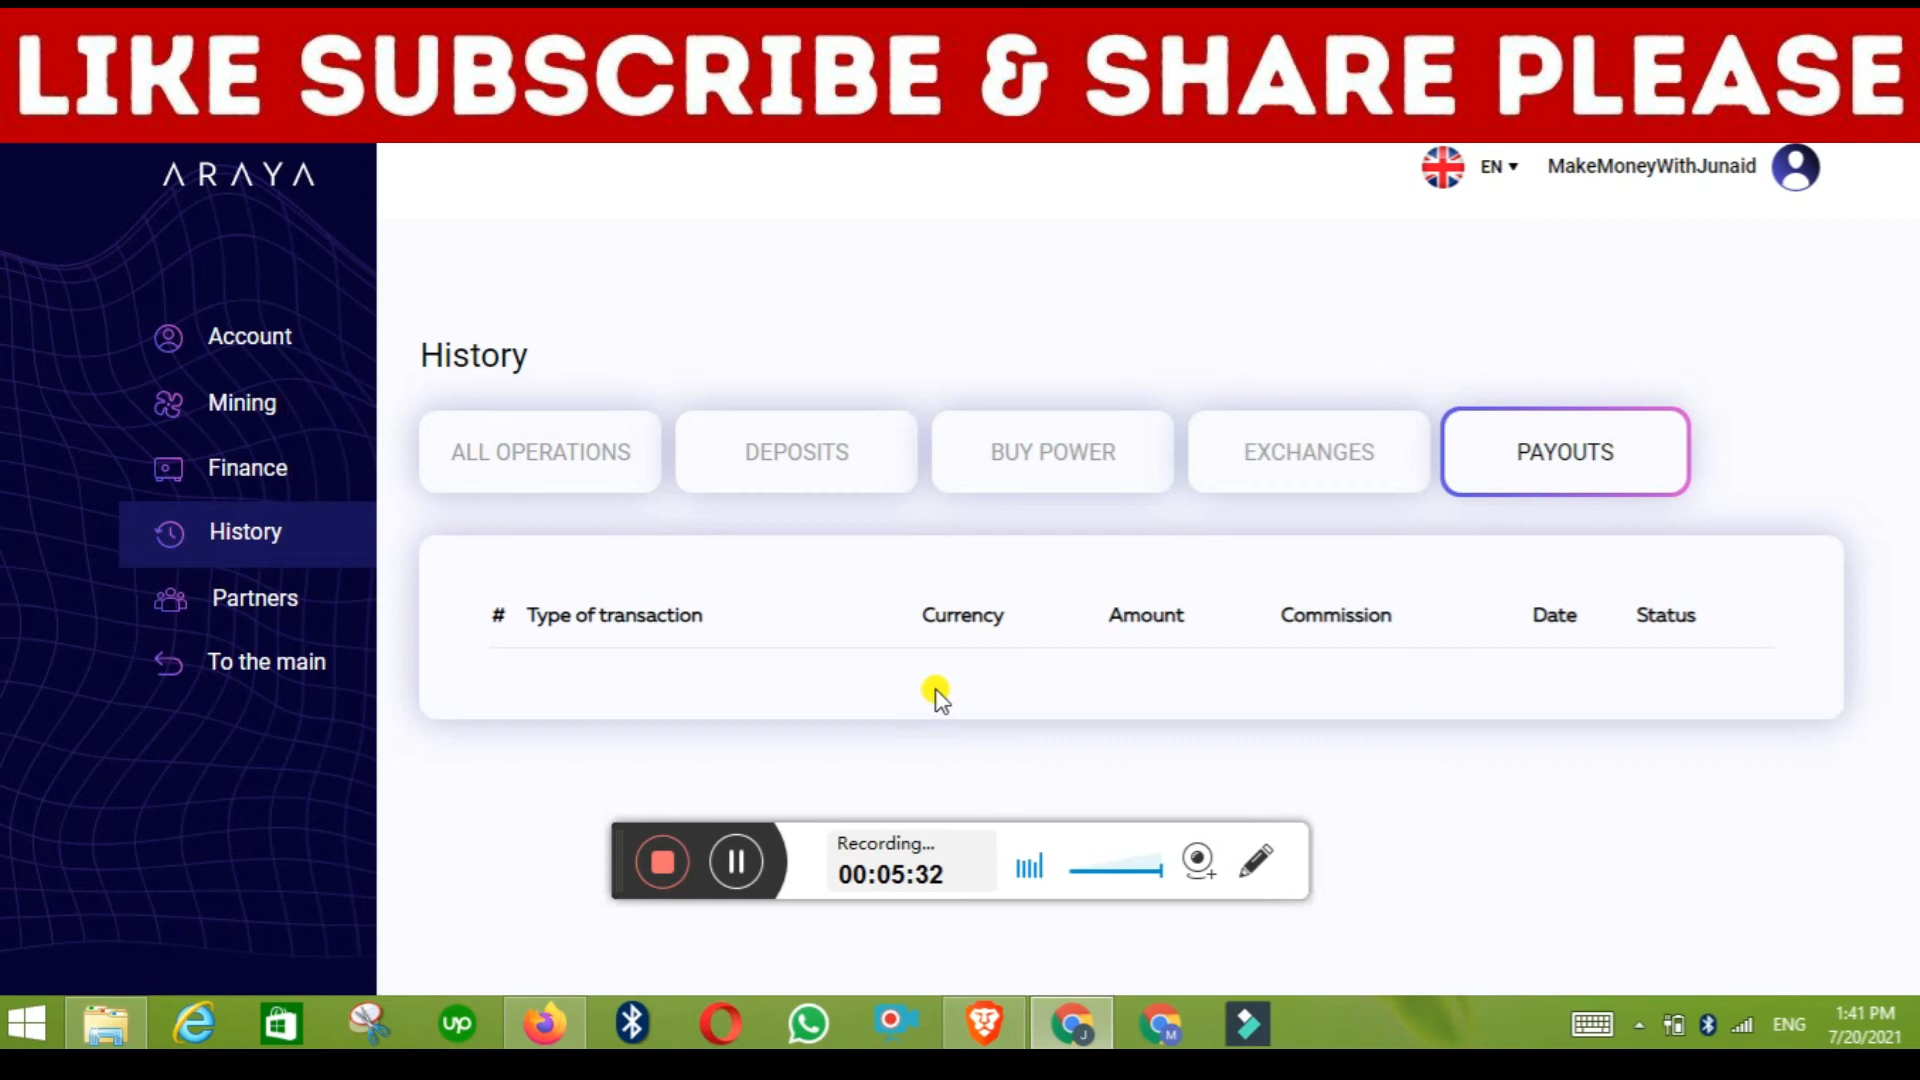 LIKE SUBSCRIBE & SHARE PLEASE
ARAYA
EN
MakeMoneyWithJunaid
Account
Mining
Finance
History
Partners
To the main
History
ALL OPERATIONS
DEPOSITS
BUY POWER
EXCHANGES
PAYOUTS
# Type of transaction Currency Amount Commission Date Status
Recording...
00:05:32
up
J
M
ENG
1:41 PM
7/20/2021